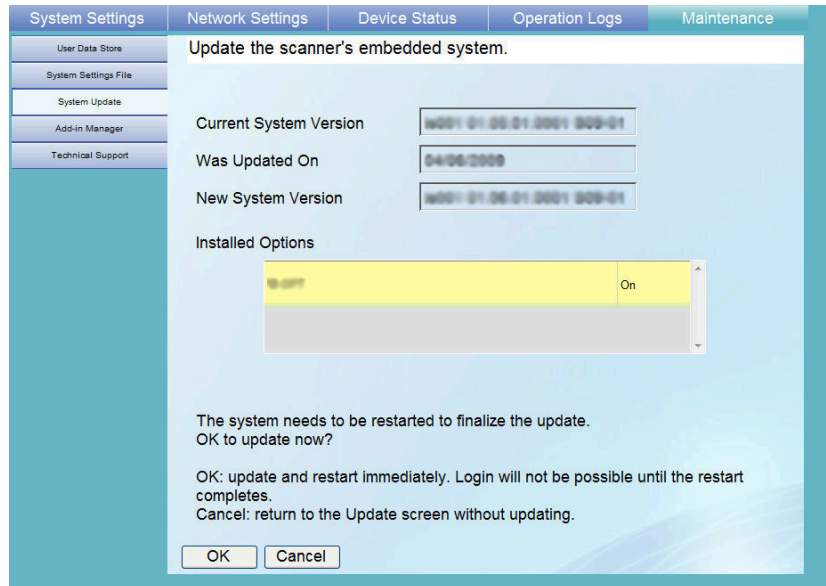 System Settings
Network Settings
Device Status
Operation Logs
Maintenance
User Data Store
System Settings File
System Update
Add-in Manager
Technical Support
Update the scanner's embedded system.
Current System Version
Was Updated On
04/06/2009
New System Version
Installed Options
On
The system needs to be restarted to finalize the update.
OK to update now?
OK: update and restart immediately. Login will not be possible until the restart
completes.
Cancel: return to the Update screen without updating.
OK
Cancel